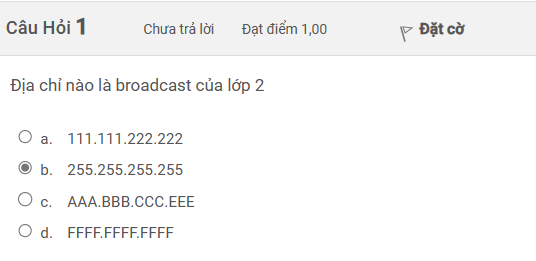 Câu Hỏi 1 Chưa trả lời Đạt điểm 1,00 Đặt cờ
Địa chỉ nào là broadcast của lớp 2
a. 111.111.222.222
b. 255.255.255.255
c. AAA.BBB.CCC.EEE
d. FFFF.FFFF.FFFF